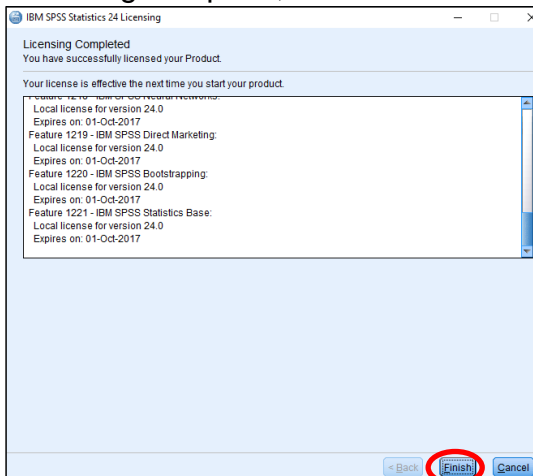 IBM SPSS Statistics 24 Licensing
Licensing Completed
You have successfully licensed your Product.
Your license is effective the next time you start your product.
Local license for version 24.0
Expires on: 01-Oct-2017
Feature 1219 - IBM SPSS Direct Marketing:
Local license for version 24.0
Expires on: 01-Oct-2017
Feature 1220 - IBM SPSS Bootstrapping:
Local license for version 24.0
Expires on: 01-Oct-2017
Feature 1221 - IBM SPSS Statistics Base:
Local license for version 24.0
Expires on: 01-Oct-2017
< Back Finish Cancel